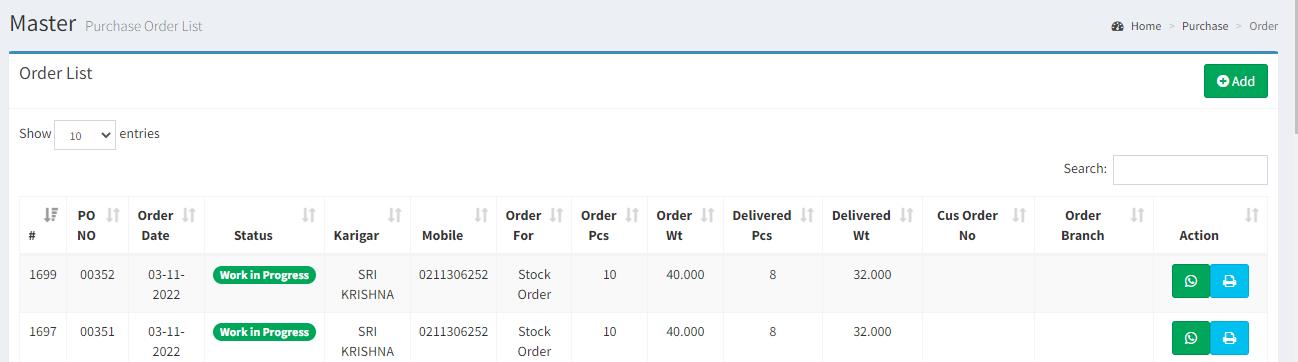 Master Purchase Order List
Home > Purchase > Order
Order List
Add
Show 10 entries
Search:
# PO NO Order Date Status Karigar Mobile Order For Order Pcs Order Wt Delivered Pcs Delivered Wt Cus Order No Order Branch Action
1699 00352 03-11-2022 Work in Progress SRI KRISHNA 0211306252 Stock Order 10 40.000 8 32.000
1697 00351 03-11-2022 Work in Progress SRI KRISHNA 0211306252 Stock Order 10 40.000 8 32.000